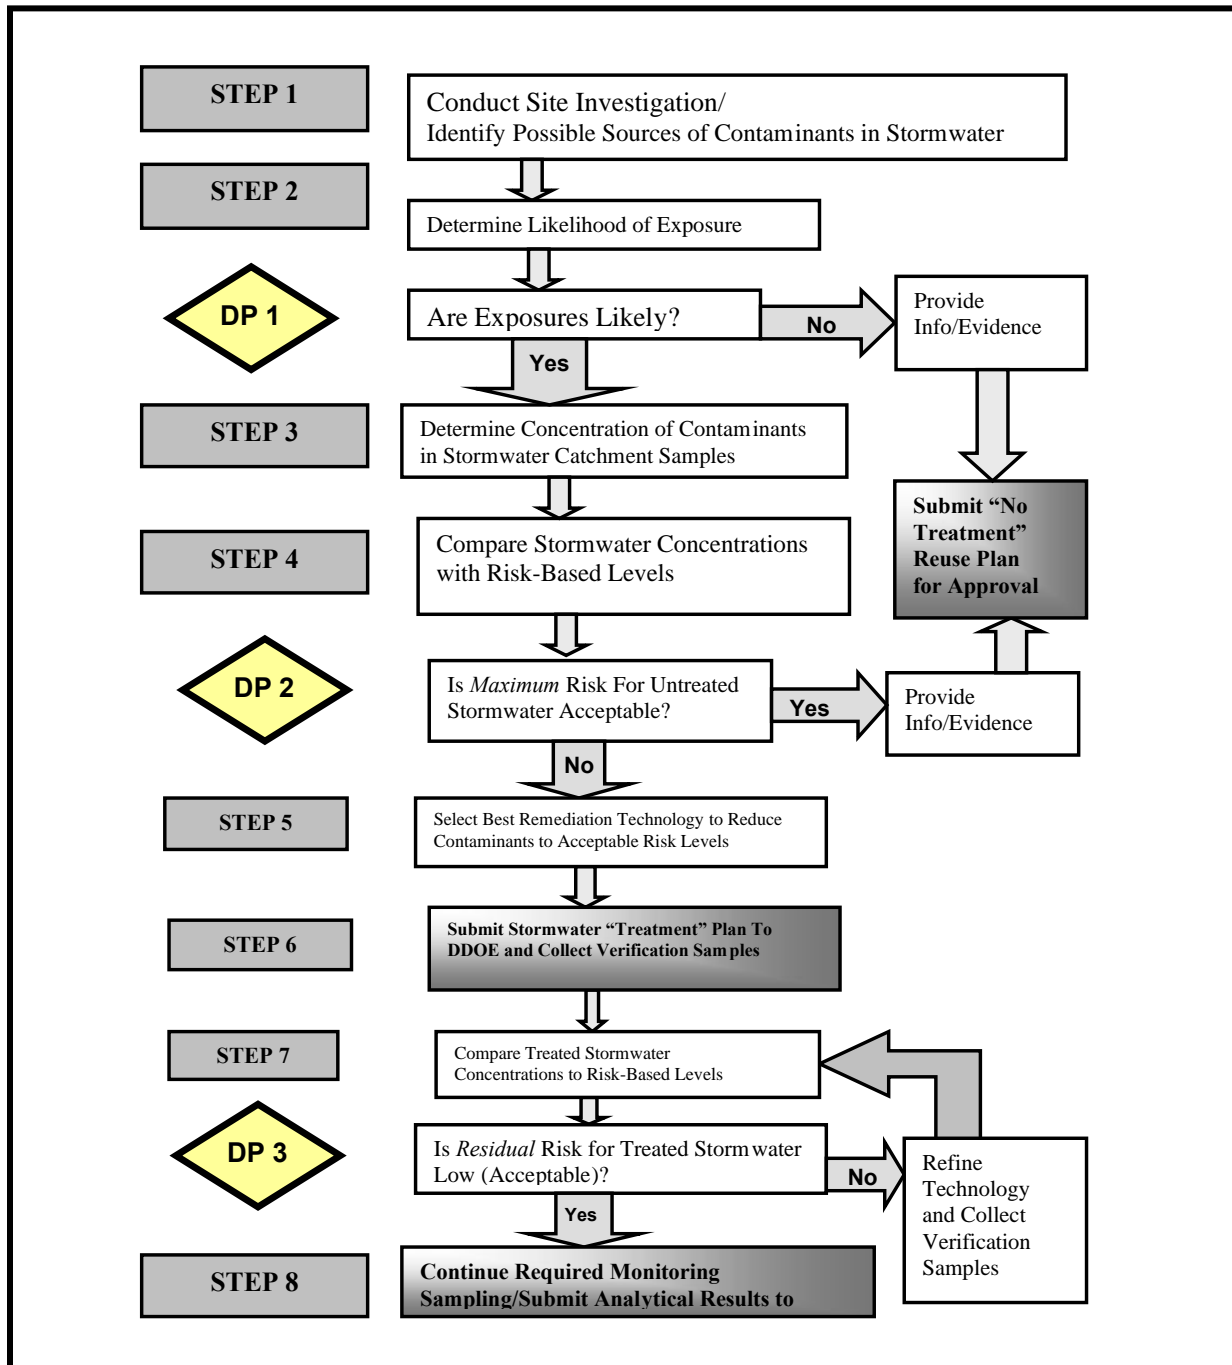 STEP 1
Conduct Site Investigation/
Identify Possible Sources of Contaminants in Stormwater
STEP 2
Determine Likelihood of Exposure
DP 1
Are Exposures Likely?
No
Provide
Info/Evidence
Yes
STEP 3
Determine Concentration of Contaminants
in Stormwater Catchment Samples
Submit “No
Treatment”
Reuse Plan
for Approval
STEP 4
Compare Stormwater Concentrations
with Risk-Based Levels
DP 2
Is Maximum Risk For Untreated
Stormwater Acceptable?
Yes
Provide
Info/Evidence
No
STEP 5
Select Best Remediation Technology to Reduce
Contaminants to Acceptable Risk Levels
STEP 6
Submit Stormwater “Treatment” Plan To
DDOE and Collect Verification Samples
STEP 7
Compare Treated Stormwater
Concentrations to Risk-Based Levels
DP 3
Is Residual Risk for Treated Stormwater
Low (Acceptable)?
No
Refine
Technology
and Collect
Verification
Samples
Yes
STEP 8
Continue Required Monitoring
Sampling/Submit Analytical Results to